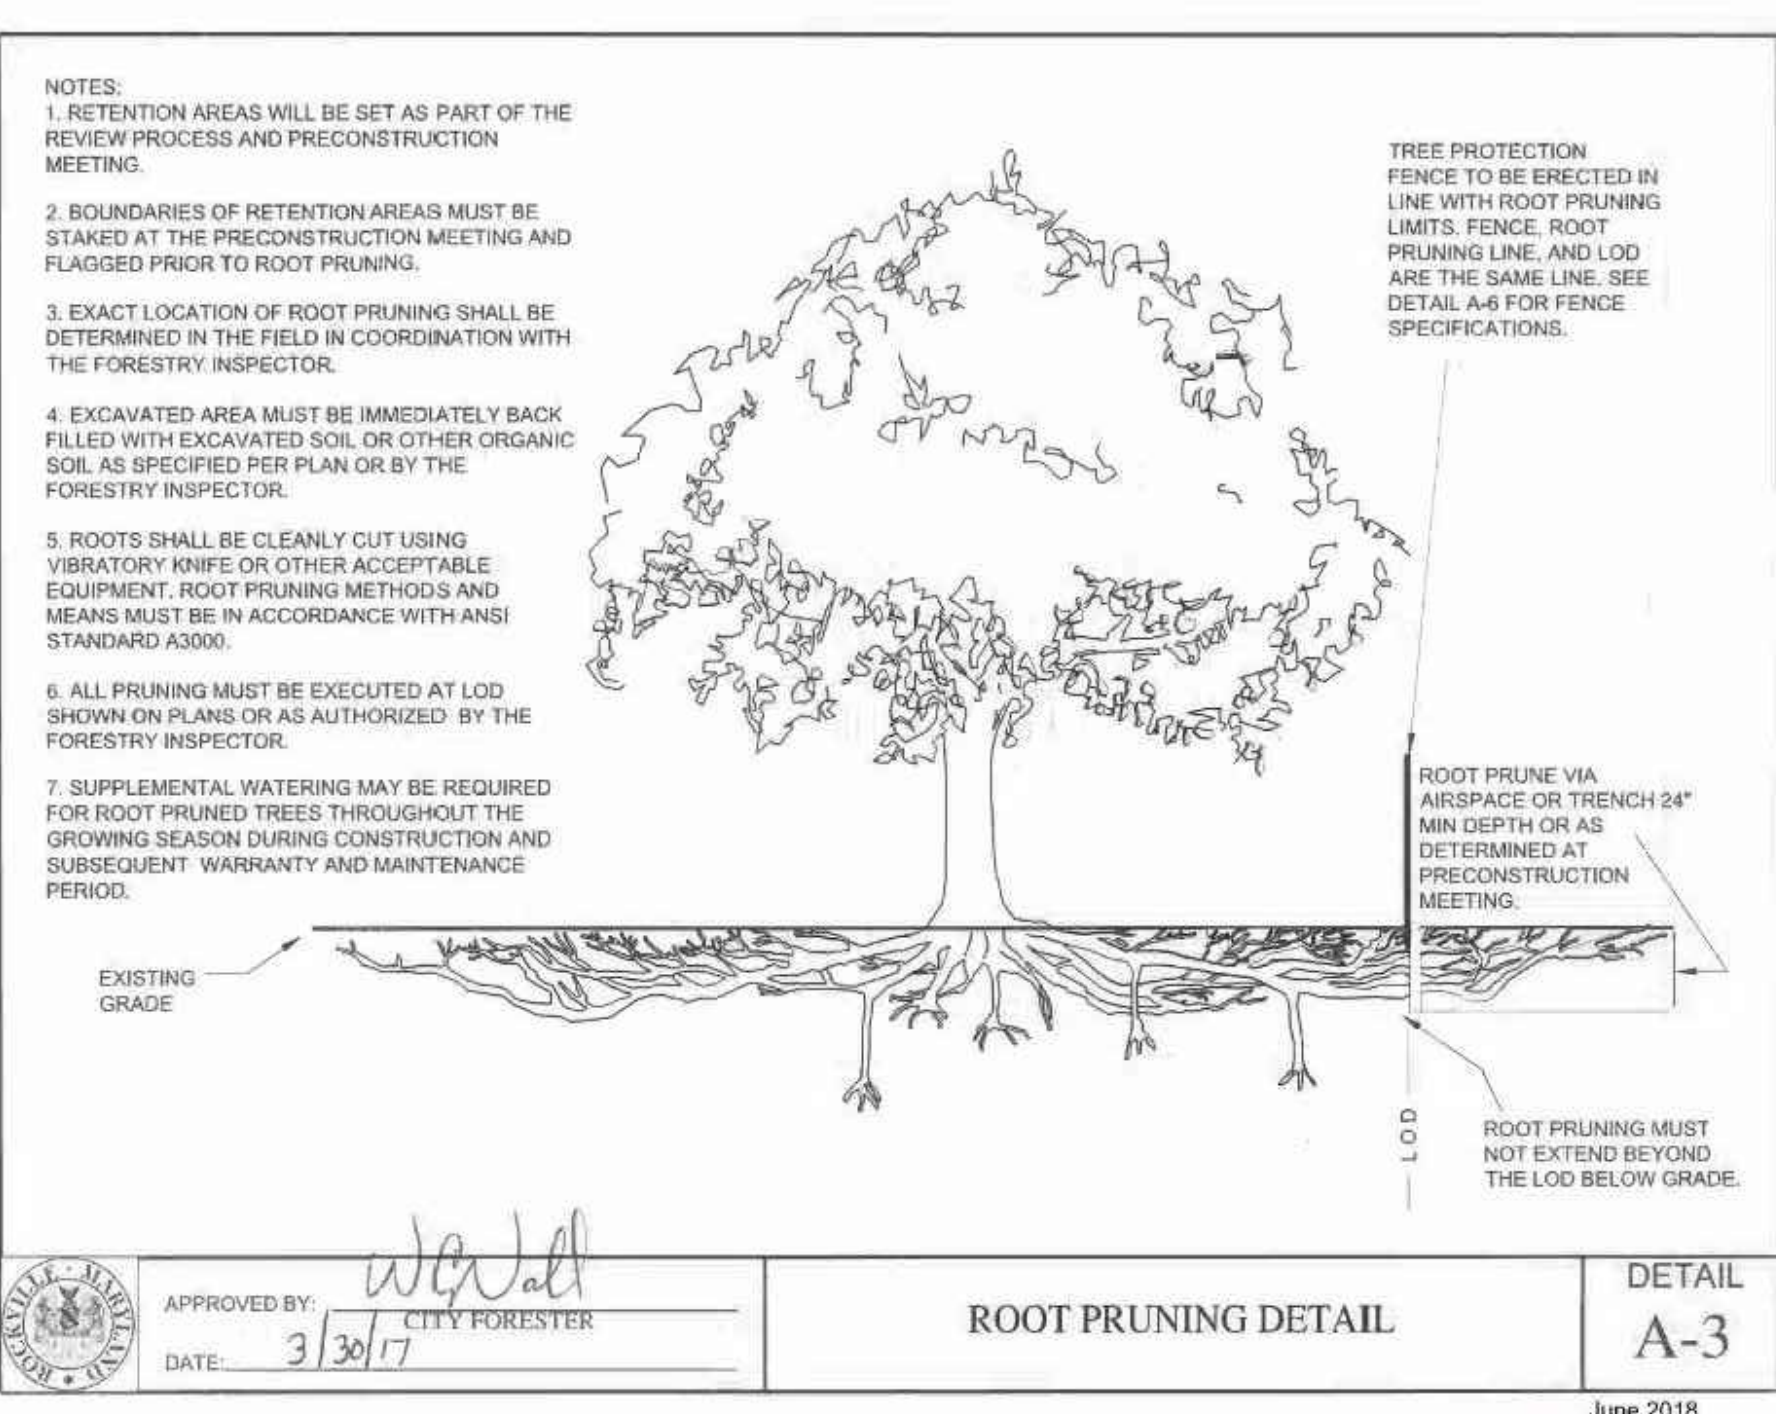 NOTES:
1. RETENTION AREAS WILL BE SET AS PART OF THE
REVIEW PROCESS AND PRECONSTRUCTION
MEETING.
2. BOUNDARIES OF RETENTION AREAS MUST BE
STAKED AT THE PRECONSTRUCTION MEETING AND
FLAGGED PRIOR TO ROOT PRUNING.
3. EXACT LOCATION OF ROOT PRUNING SHALL BE
DETERMINED IN THE FIELD IN COORDINATION WITH
THE FORESTRY INSPECTOR.
4. EXCAVATED AREA MUST BE IMMEDIATELY BACK
FILLED WITH EXCAVATED SOIL OR OTHER ORGANIC
SOIL AS SPECIFIED PER PLAN OR BY THE
FORESTRY INSPECTOR.
5. ROOTS SHALL BE CLEANLY CUT USING
VIBRATORY KNIFE OR OTHER ACCEPTABLE
EQUIPMENT. ROOT PRUNING METHODS AND
MEANS MUST BE IN ACCORDANCE WITH ANSI
STANDARD A3000.
6. ALL PRUNING MUST BE EXECUTED AT LOD
SHOWN ON PLANS OR AS AUTHORIZED BY THE
FORESTRY INSPECTOR.
7. SUPPLEMENTAL WATERING MAY BE REQUIRED
FOR ROOT PRUNED TREES THROUGHOUT THE
GROWING SEASON DURING CONSTRUCTION AND
SUBSEQUENT WARRANTY AND MAINTENANCE
PERIOD.
TREE PROTECTION
FENCE TO BE ERECTED IN
LINE WITH ROOT PRUNING
LIMITS. FENCE, ROOT
PRUNING LINE, AND LOD
ARE THE SAME LINE. SEE
DETAIL A-6 FOR FENCE
SPECIFICATIONS.
ROOT PRUNE VIA
AIRSPACE OR TRENCH 24"
MIN DEPTH OR AS
DETERMINED AT
PRECONSTRUCTION
MEETING.
EXISTING
GRADE
LOD
ROOT PRUNING MUST
NOT EXTEND BEYOND
THE LOD BELOW GRADE.
ROCKVILLE · MARYLAND
APPROVED BY: WGWall
CITY FORESTER
DATE: 3/30/17
ROOT PRUNING DETAIL
DETAIL
A-3
June 2018